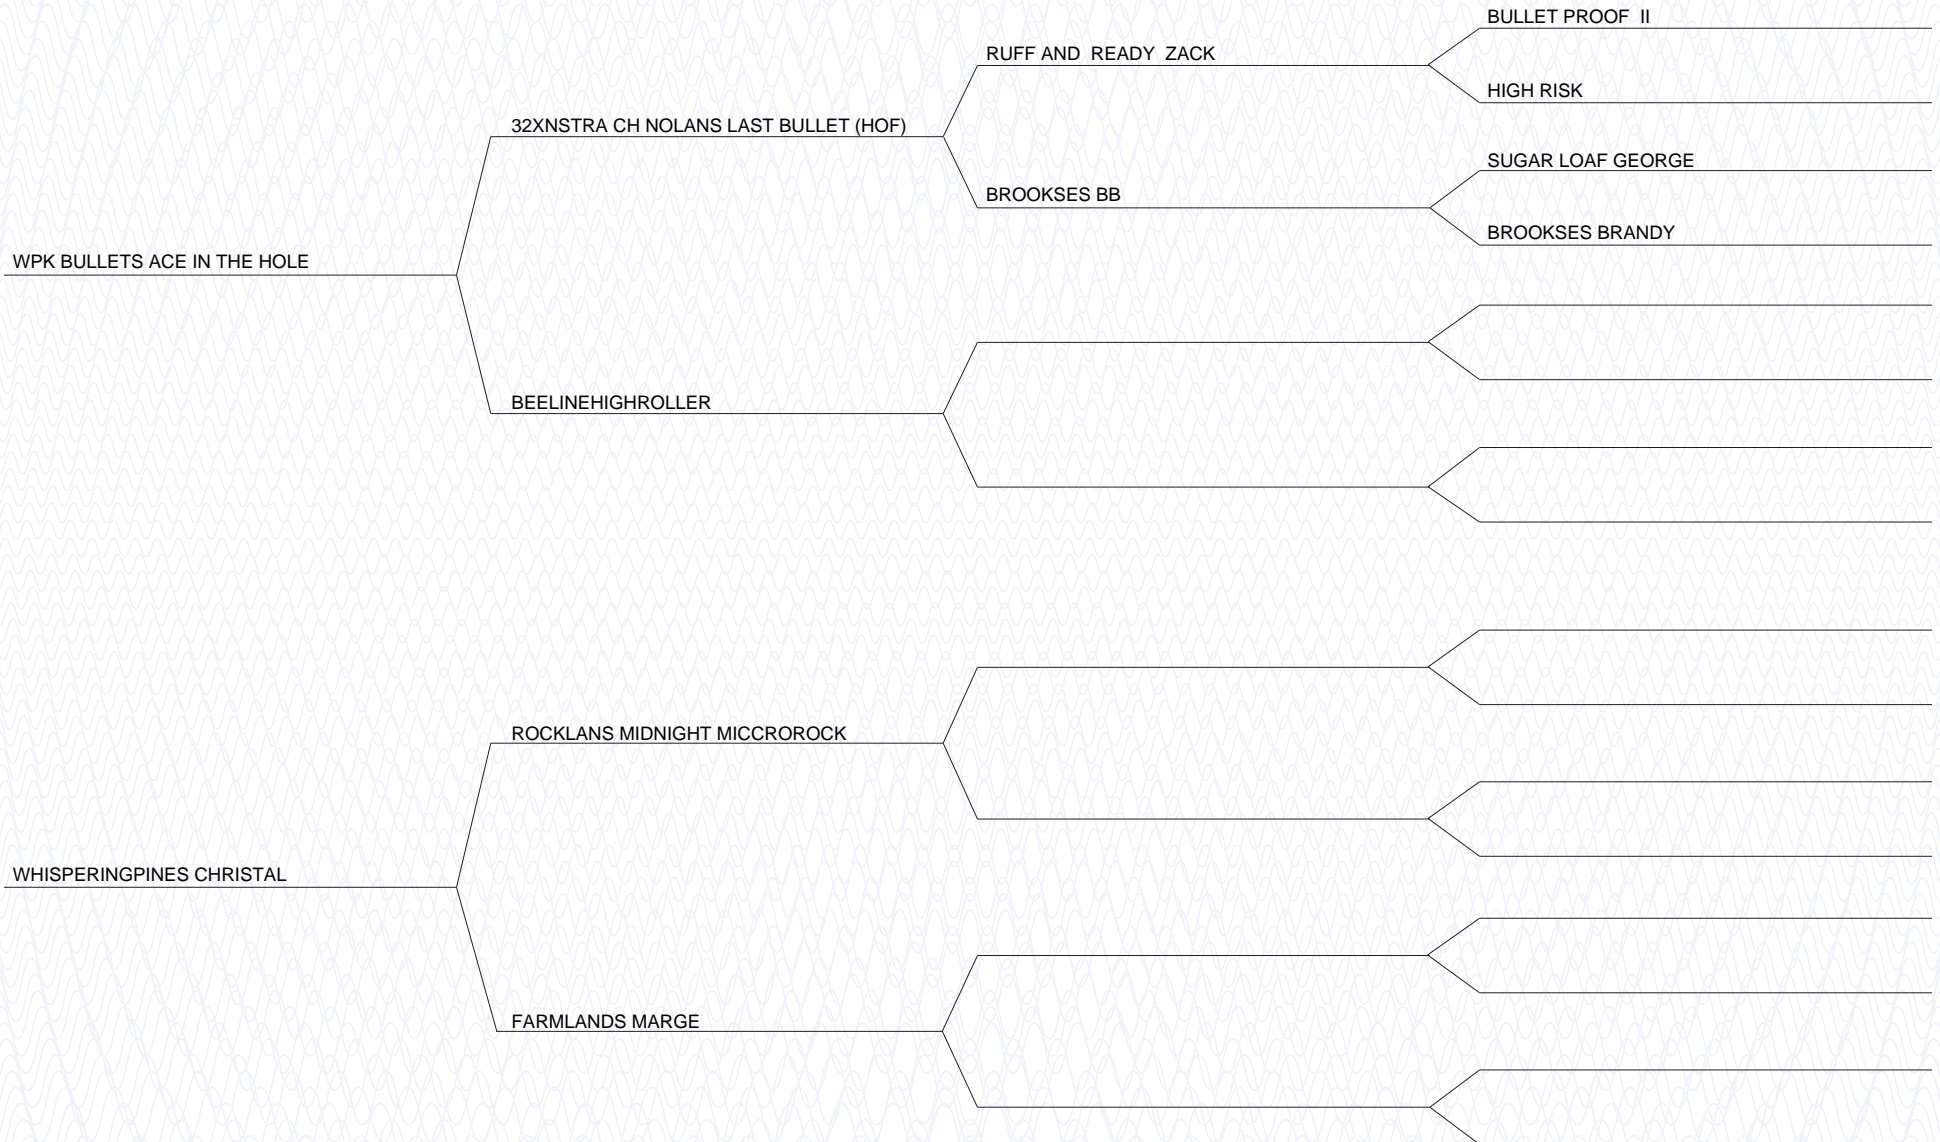 BULLET PROOF  II
RUFF AND  READY  ZACK
HIGH RISK
32XNSTRA CH NOLANS LAST BULLET (HOF)
SUGAR LOAF GEORGE
BROOKSES BB
BROOKSES BRANDY
WPK BULLETS ACE IN THE HOLE
BEELINEHIGHROLLER
ROCKLANS MIDNIGHT MICCROROCK
WHISPERINGPINES CHRISTAL
FARMLANDS MARGE